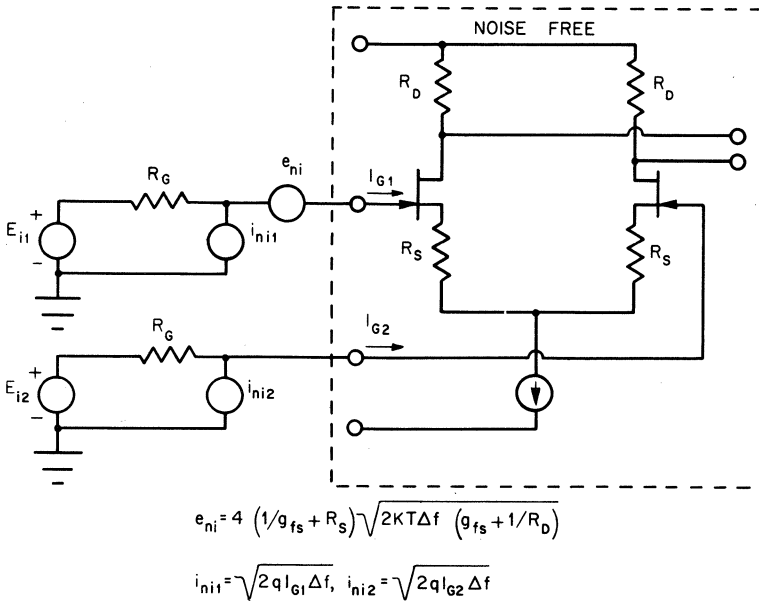 NOISE FREE
R_D
R_D
e_ni
R_G
I_G1
E_i1
+
−
i_ni1
R_S
R_S
R_G
I_G2
E_i2
+
−
i_ni2
e_ni = 4 (1/g_fs + R_S) √(2KTΔf (g_fs + 1/R_D))
i_ni1 = √(2qI_G1Δf), i_ni2 = √(2qI_G2Δf)